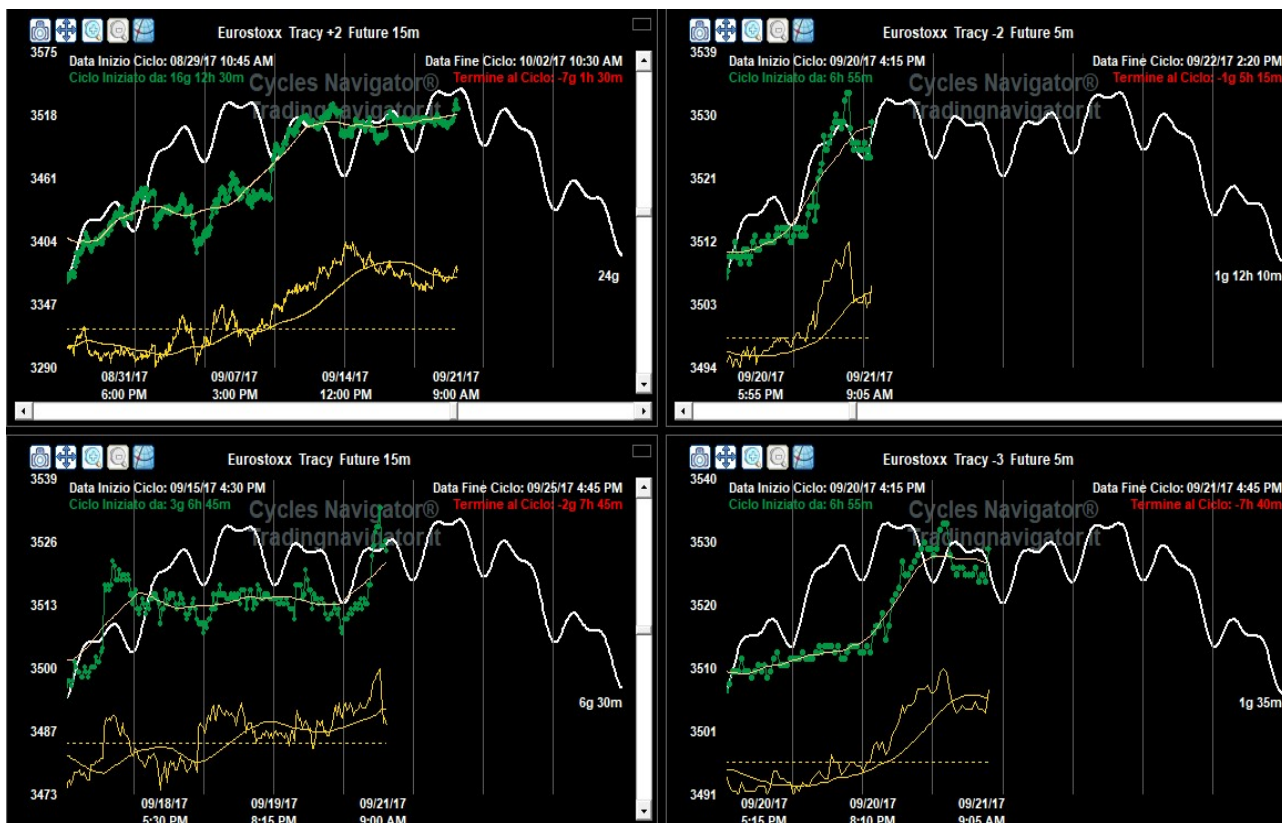 Eurostoxx Tracy +2 Future 15m
3575
Data Inizio Ciclo: 08/29/17 10:45 AM
Data Fine Ciclo: 10/02/17 10:30 AM
Ciclo Iniziato da: 16g 12h 30m
Termine al Ciclo: -7g 1h 30m
Cycles Navigator®
Tradingnavigator.it
3518
3461
3404
24g
3347
3290
08/31/17 09/07/17 09/14/17 09/21/17
6:00 PM 3:00 PM 12:00 PM 9:00 AM
Eurostoxx Tracy -2 Future 5m
3539
Data Inizio Ciclo: 09/20/17 4:15 PM
Data Fine Ciclo: 09/22/17 2:20 PM
Ciclo Iniziato da: 6h 55m
Termine al Ciclo: -1g 5h 15m
Cycles Navigator®
Tradingnavigator.it
3530
3521
3512
1g 12h 10m
3503
3494
09/20/17 09/21/17
5:55 PM 9:05 AM
Eurostoxx Tracy Future 15m
3539
Data Inizio Ciclo: 09/15/17 4:30 PM
Data Fine Ciclo: 09/25/17 4:45 PM
Ciclo Iniziato da: 3g 6h 45m
Termine al Ciclo: -2g 7h 45m
Cycles Navigator®
Tradingnavigator.it
3526
3513
3500
6g 30m
3487
3473
09/18/17 09/19/17 09/21/17
5:30 PM 8:15 PM 9:00 AM
Eurostoxx Tracy -3 Future 5m
3540
Data Inizio Ciclo: 09/20/17 4:15 PM
Data Fine Ciclo: 09/21/17 4:45 PM
Ciclo Iniziato da: 6h 55m
Termine al Ciclo: -7h 40m
Cycles Navigator®
Tradingnavigator.it
3530
3520
3510
1g 35m
3501
3491
09/20/17 09/20/17 09/21/17
5:15 PM 8:10 PM 9:05 AM